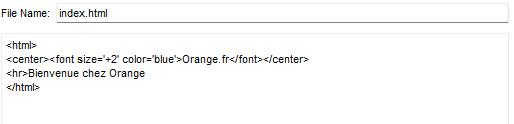 File Name: index.html
<html>
<center><font size='+2' color='blue'>Orange.fr</font></center>
<hr>Bienvenue chez Orange
</html>